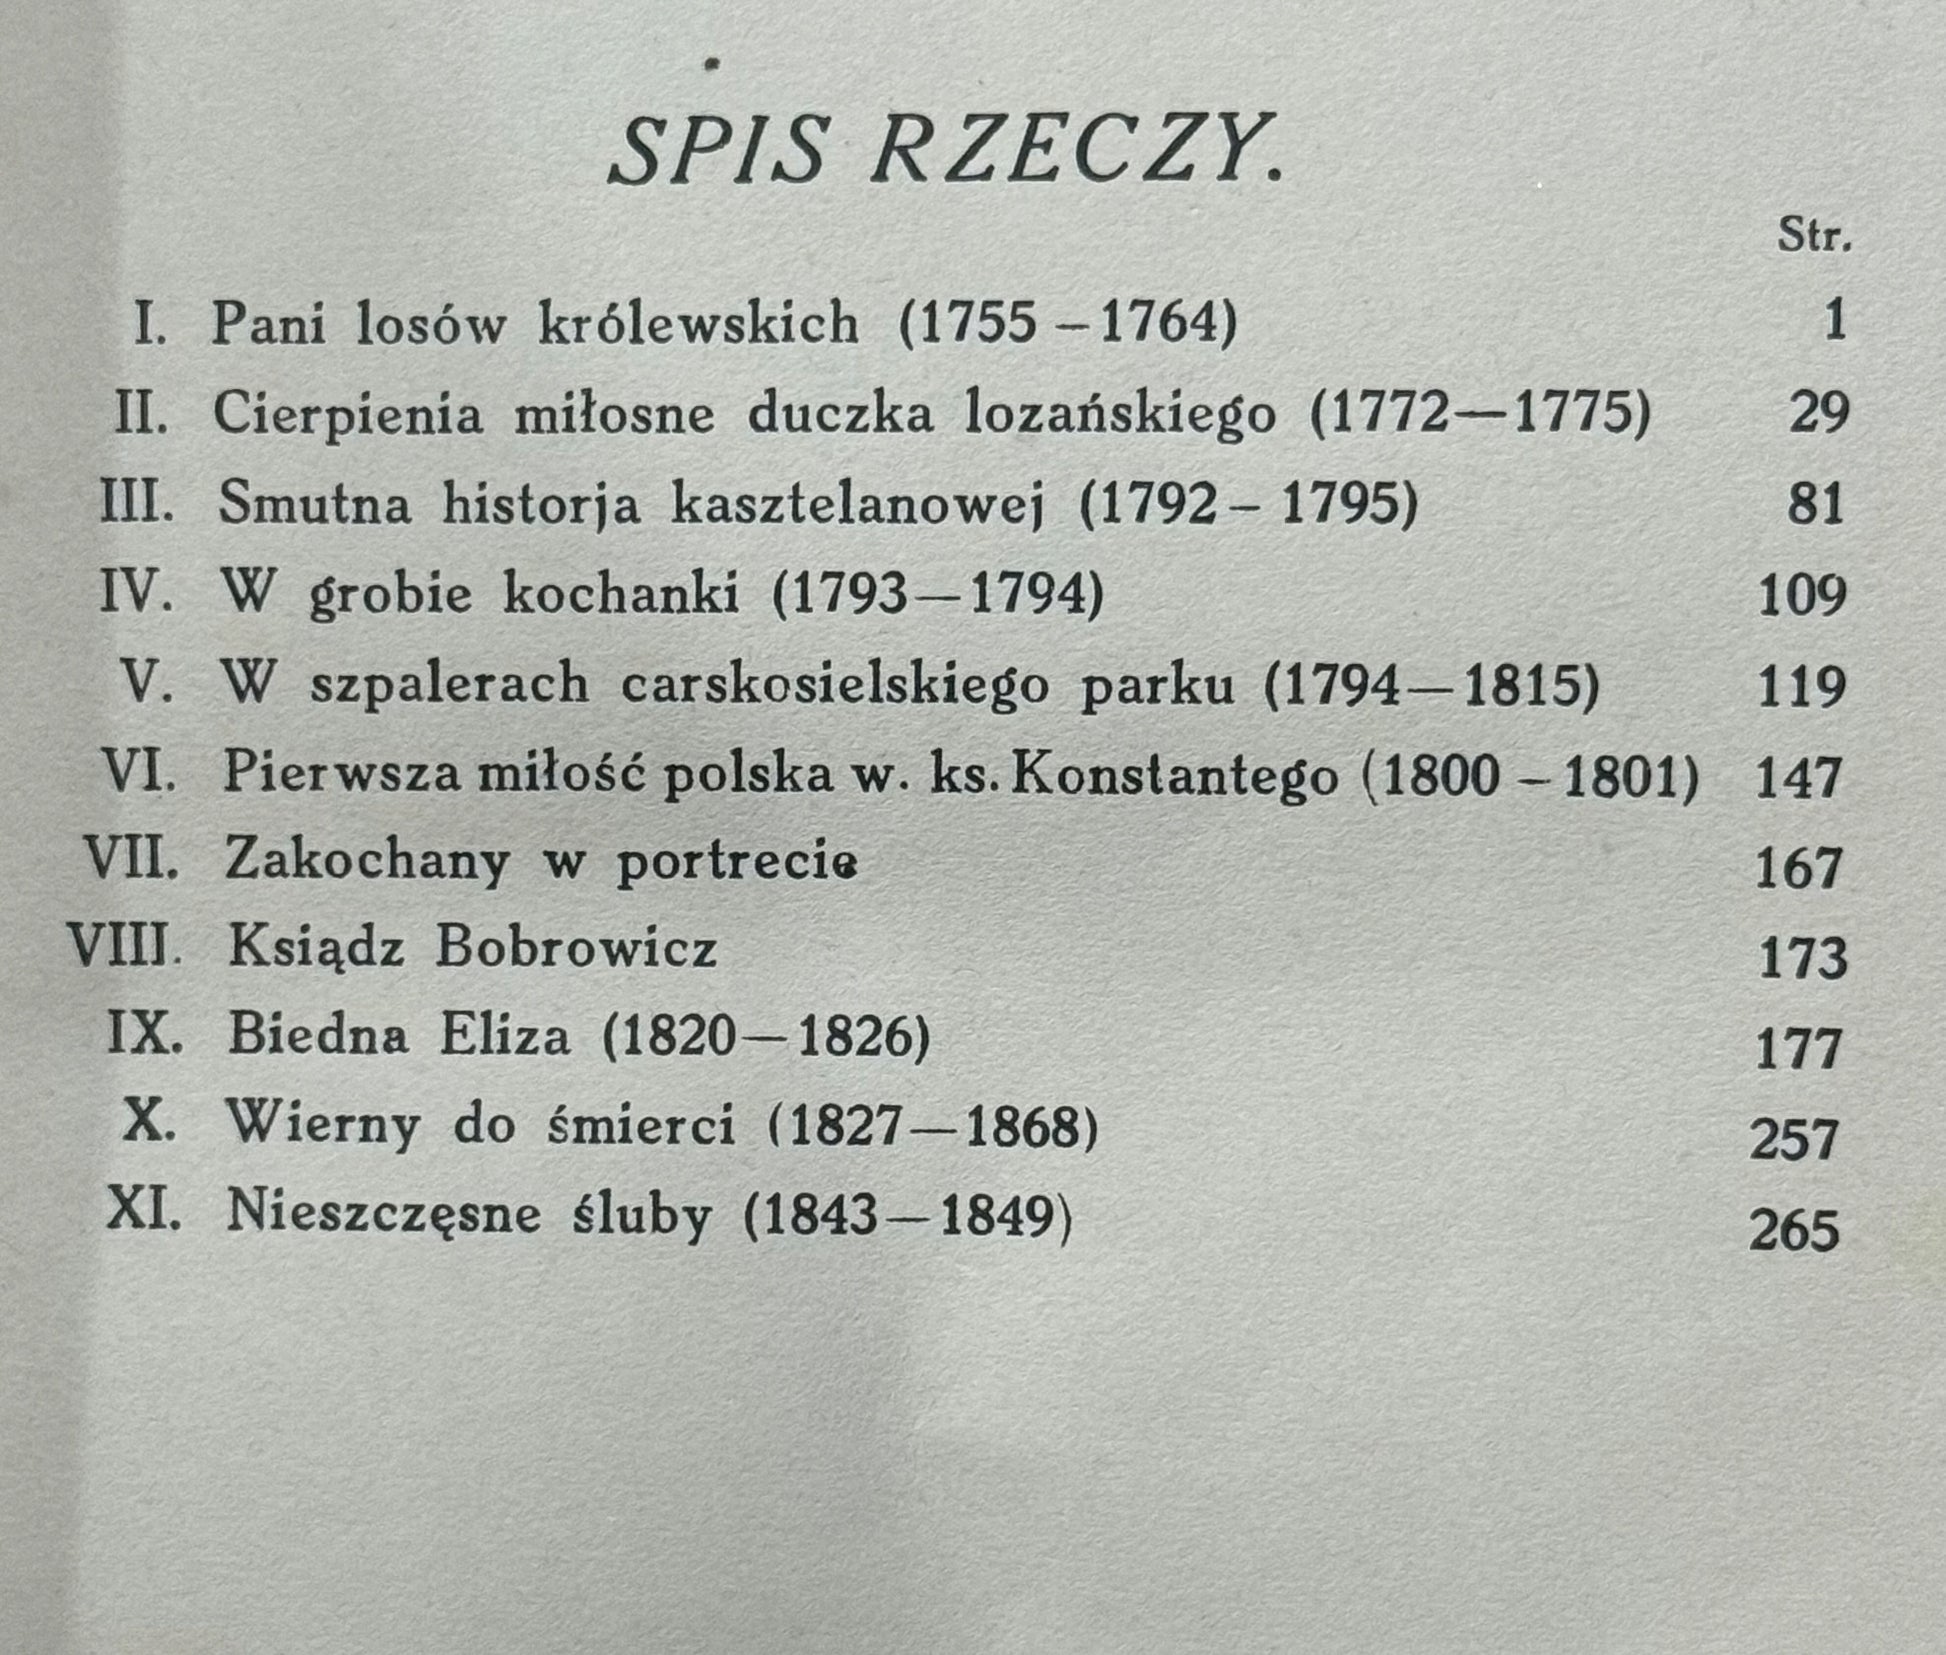 SPIS RZECZY.
Str.
I. Pani losów królewskich (1755 – 1764) 1
II. Cierpienia miłosne duczka lozańskiego (1772—1775) 29
III. Smutna historja kasztelanowej (1792 – 1795) 81
IV. W grobie kochanki (1793—1794) 109
V. W szpalerach carskosielskiego parku (1794—1815) 119
VI. Pierwsza miłość polska w. ks. Konstantego (1800 – 1801) 147
VII. Zakochany w portrecie 167
VIII. Ksiądz Bobrowicz 173
IX. Biedna Eliza (1820—1826) 177
X. Wierny do śmierci (1827—1868) 257
XI. Nieszczęsne śluby (1843—1849) 265